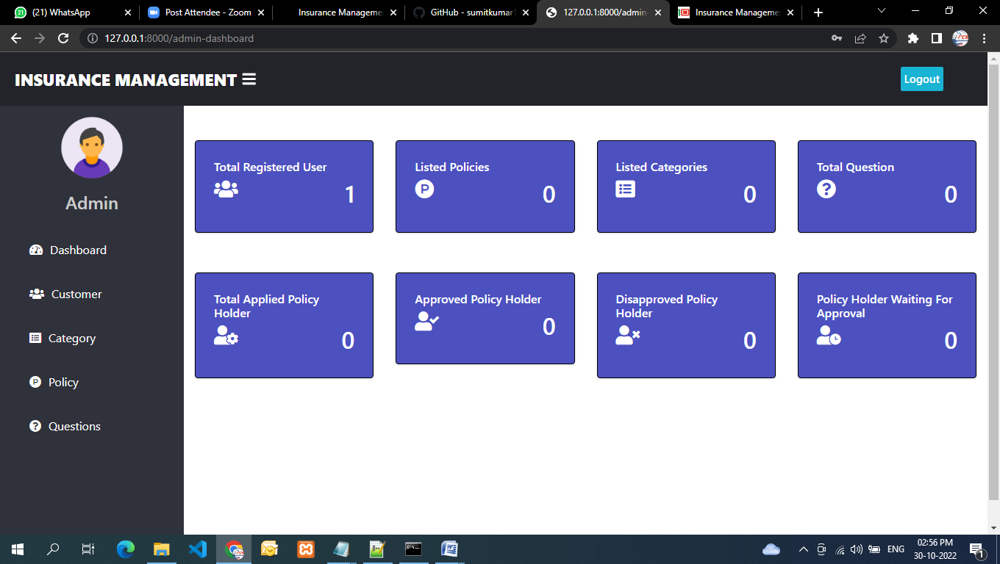 (21) WhatsApp
Post Attendee - Zoom
Insurance Manageme
GitHub - sumitkumar
127.0.0.1:8000/admin-
Insurance Manageme
127.0.0.1:8000/admin-dashboard
INSURANCE MANAGEMENT
Logout
Admin
Dashboard
Customer
Category
Policy
Questions
Total Registered User
1
Listed Policies
0
Listed Categories
0
Total Question
0
Total Applied Policy
Holder
0
Approved Policy Holder
0
Disapproved Policy
Holder
0
Policy Holder Waiting For
Approval
0
ENG
02:56 PM
30-10-2022
1